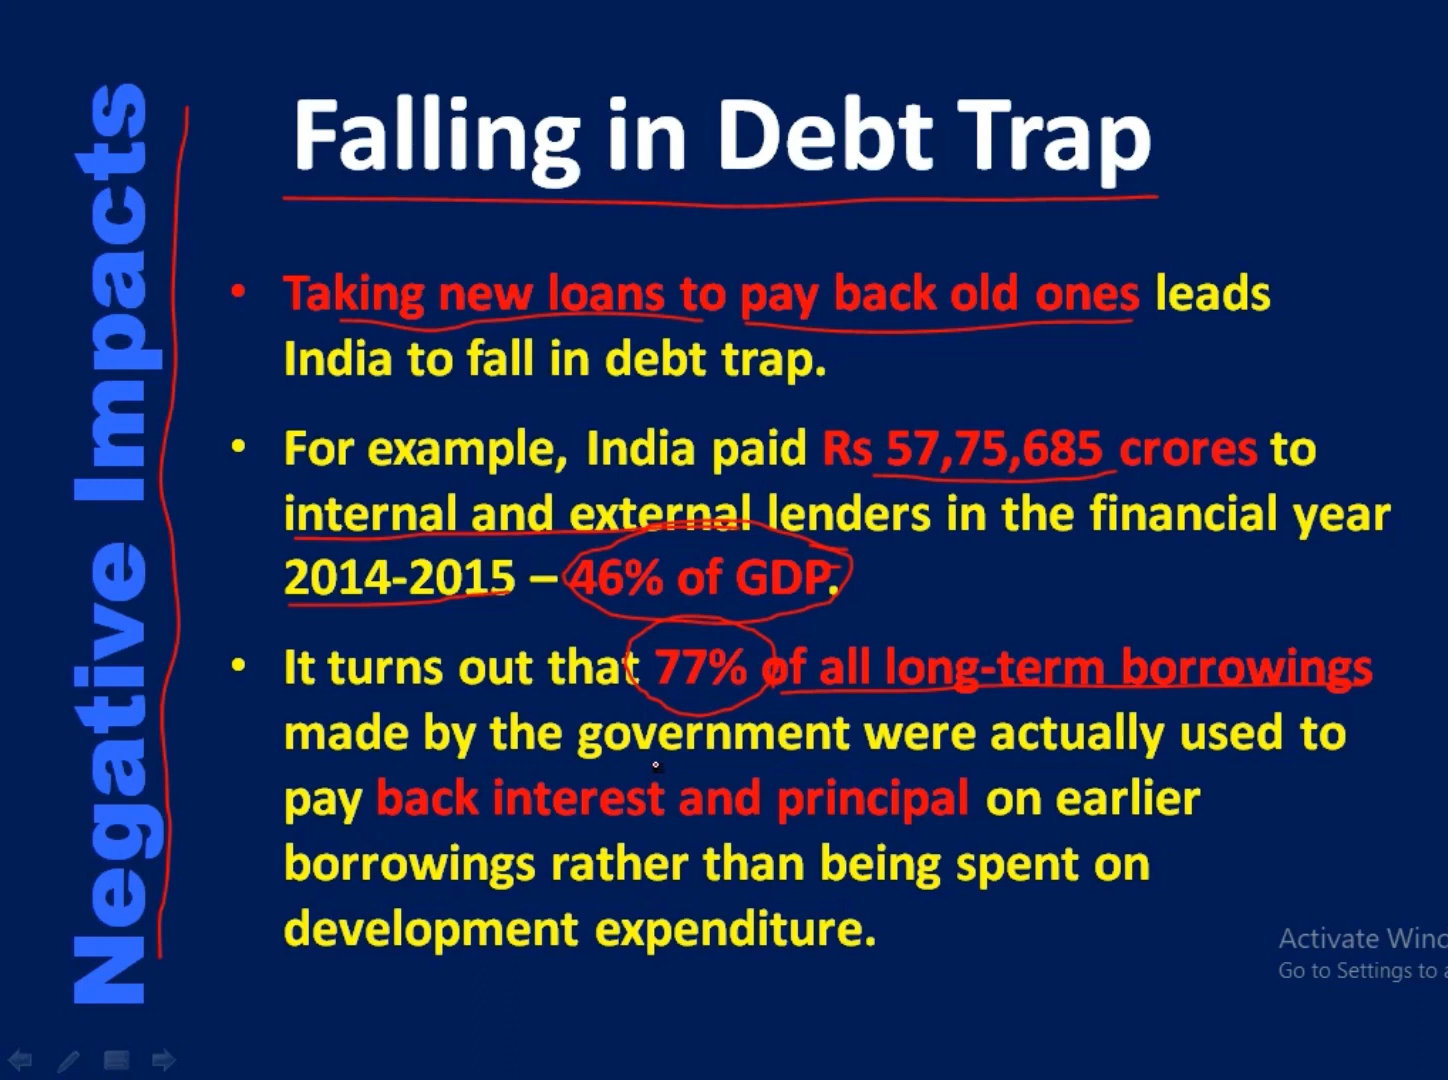 Negative Impacts
Falling in Debt Trap
• Taking new loans to pay back old ones leads
India to fall in debt trap.
• For example, India paid Rs 57,75,685 crores to
internal and external lenders in the financial year
2014-2015 – 46% of GDP.
• It turns out that 77% of all long-term borrowings
made by the government were actually used to
pay back interest and principal on earlier
borrowings rather than being spent on
development expenditure.
Activate
Go to Settings to